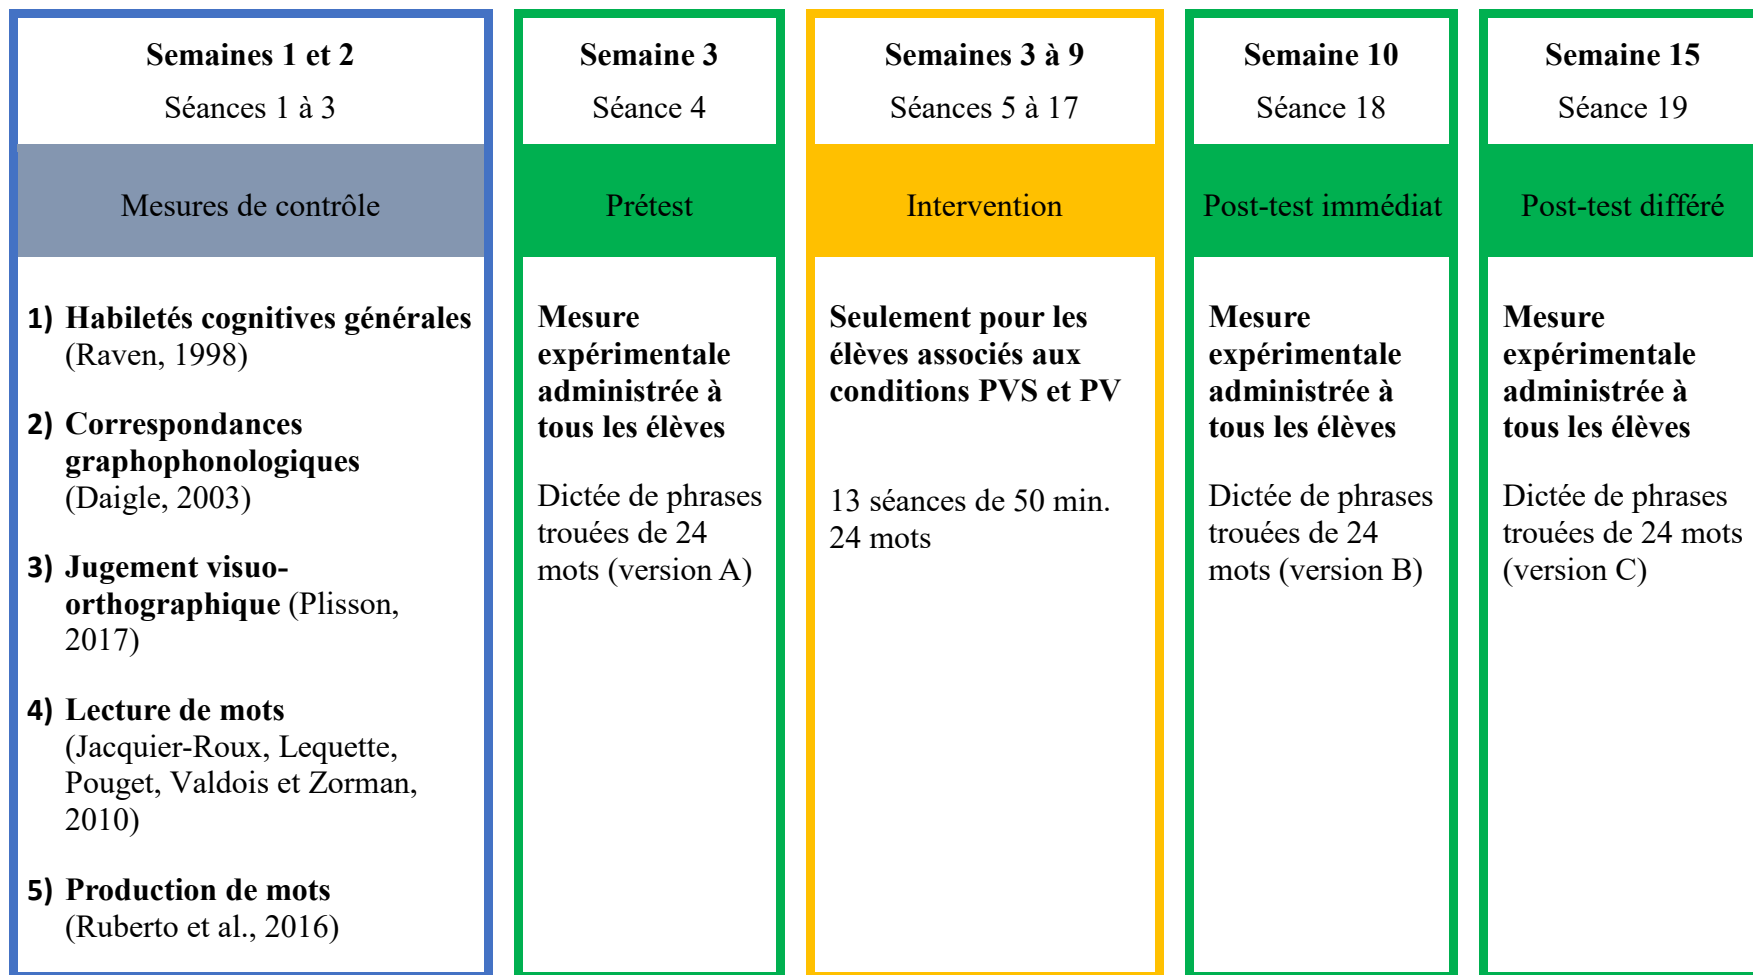 Semaines 1 et 2
Séances 1 à 3
Mesures de contrôle
1) Habiletés cognitives générales
(Raven, 1998)
2) Correspondances
graphophonologiques
(Daigle, 2003)
3) Jugement visuo-
orthographique (Plisson,
2017)
4) Lecture de mots
(Jacquier-Roux, Lequette,
Pouget, Valdois et Zorman,
2010)
5) Production de mots
(Ruberto et al., 2016)
Semaine 3
Séance 4
Prétest
Mesure
expérimentale
administrée à
tous les élèves
Dictée de phrases
trouées de 24
mots (version A)
Semaines 3 à 9
Séances 5 à 17
Intervention
Seulement pour les
élèves associés aux
conditions PVS et PV
13 séances de 50 min.
24 mots
Semaine 10
Séance 18
Post-test immédiat
Mesure
expérimentale
administrée à
tous les élèves
Dictée de phrases
trouées de 24
mots (version B)
Semaine 15
Séance 19
Post-test différé
Mesure
expérimentale
administrée à
tous les élèves
Dictée de phrases
trouées de 24 mots
(version C)